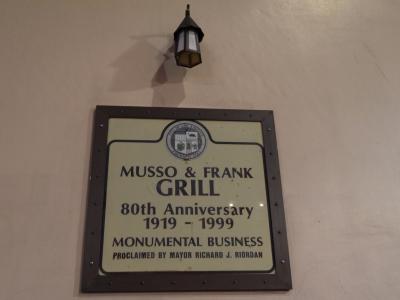 MUSSO & FRANK
GRILL
80th Anniversary
1919 - 1999
MONUMENTAL BUSINESS
PROCLAIMED BY MAYOR RICHARD J. RIORDAN